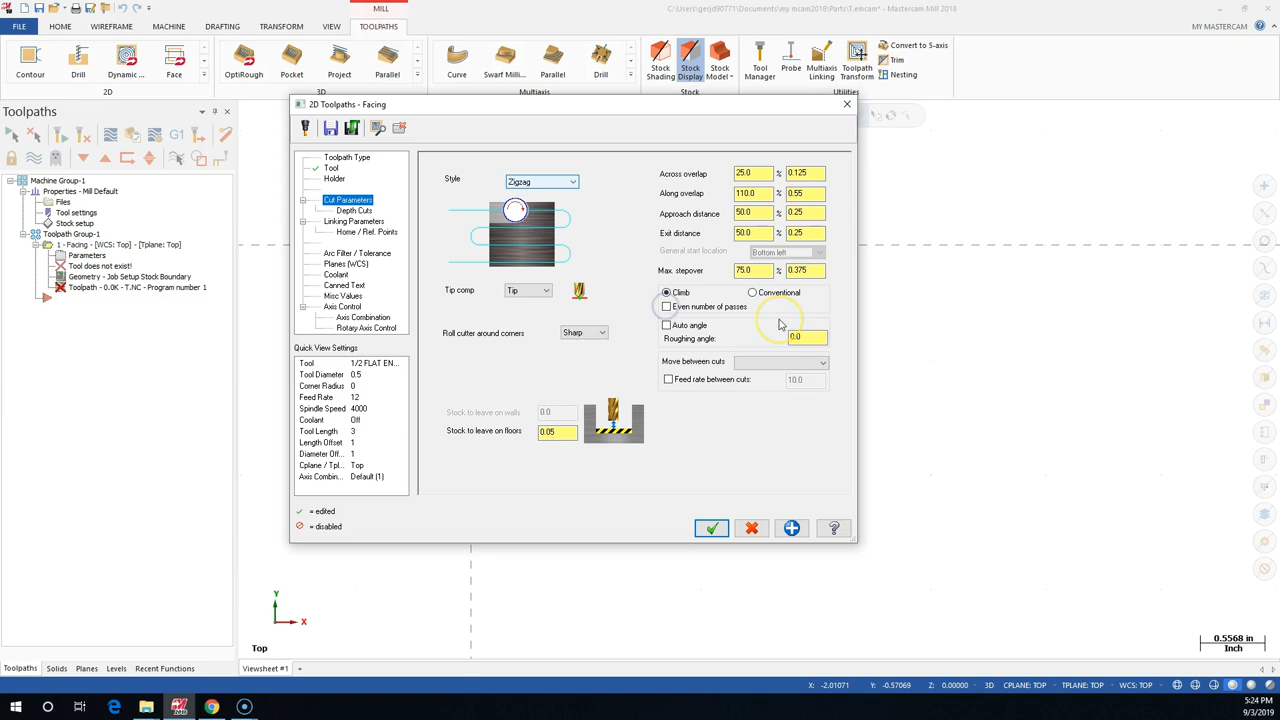 MILL
C:\Users\gerjd90771\Documents\my mcam2018\Parts\T.emcam* - Mastercam Mill 2018
FILE HOME WIREFRAME MACHINE DRAFTING TRANSFORM VIEW TOOLPATHS MY MASTERCAM
Contour Drill Dynamic ... Face OptiRough Pocket Project Parallel Curve Swarf Milli... Parallel Drill Stock Shading Stock Display Stock Model Tool Manager Probe Multiaxis Linking Toolpath Transform
Convert to 5-axis
Trim
Nesting
2D 3D Multiaxis Stock Utilities
Toolpaths
G1
Machine Group-1
Properties - Mill Default
Files
Tool settings
Stock setup
Toolpath Group-1
1 - Facing - [WCS: Top] - [Tplane: Top]
Parameters
Tool does not exist!
Geometry - Job Setup Stock Boundary
Toolpath - 0.0K - T.NC - Program number 1
2D Toolpaths - Facing
Toolpath Type
Tool
Holder
Cut Parameters
Depth Cuts
Linking Parameters
Home / Ref. Points
Arc Filter / Tolerance
Planes (WCS)
Coolant
Canned Text
Misc Values
Axis Control
Axis Combination
Rotary Axis Control
Quick View Settings
Tool 1/2 FLAT EN...
Tool Diameter 0.5
Corner Radius 0
Feed Rate 12
Spindle Speed 4000
Coolant Off
Tool Length 3
Length Offset 1
Diameter Off... 1
Cplane / Tpl... Top
Axis Combin... Default (1)
= edited
= disabled
Style Zigzag
Tip comp Tip
Roll cutter around corners Sharp
Stock to leave on walls 0.0
Stock to leave on floors 0.05
Across overlap 25.0 % 0.125
Along overlap 110.0 % 0.55
Approach distance 50.0 % 0.25
Exit distance 50.0 % 0.25
General start location Bottom left
Max. stepover 75.0 % 0.375
Climb Conventional
Even number of passes
Auto angle
Roughing angle: 0.0
Move between cuts
Feed rate between cuts: 10.0
Y
X
Top
0.5568 in
Inch
Toolpaths Solids Planes Levels Recent Functions
Viewsheet #1 +
X: -2.01071 Y: -0.57069 Z: 0.00000 3D CPLANE: TOP TPLANE: TOP WCS: TOP
5:24 PM
9/3/2019